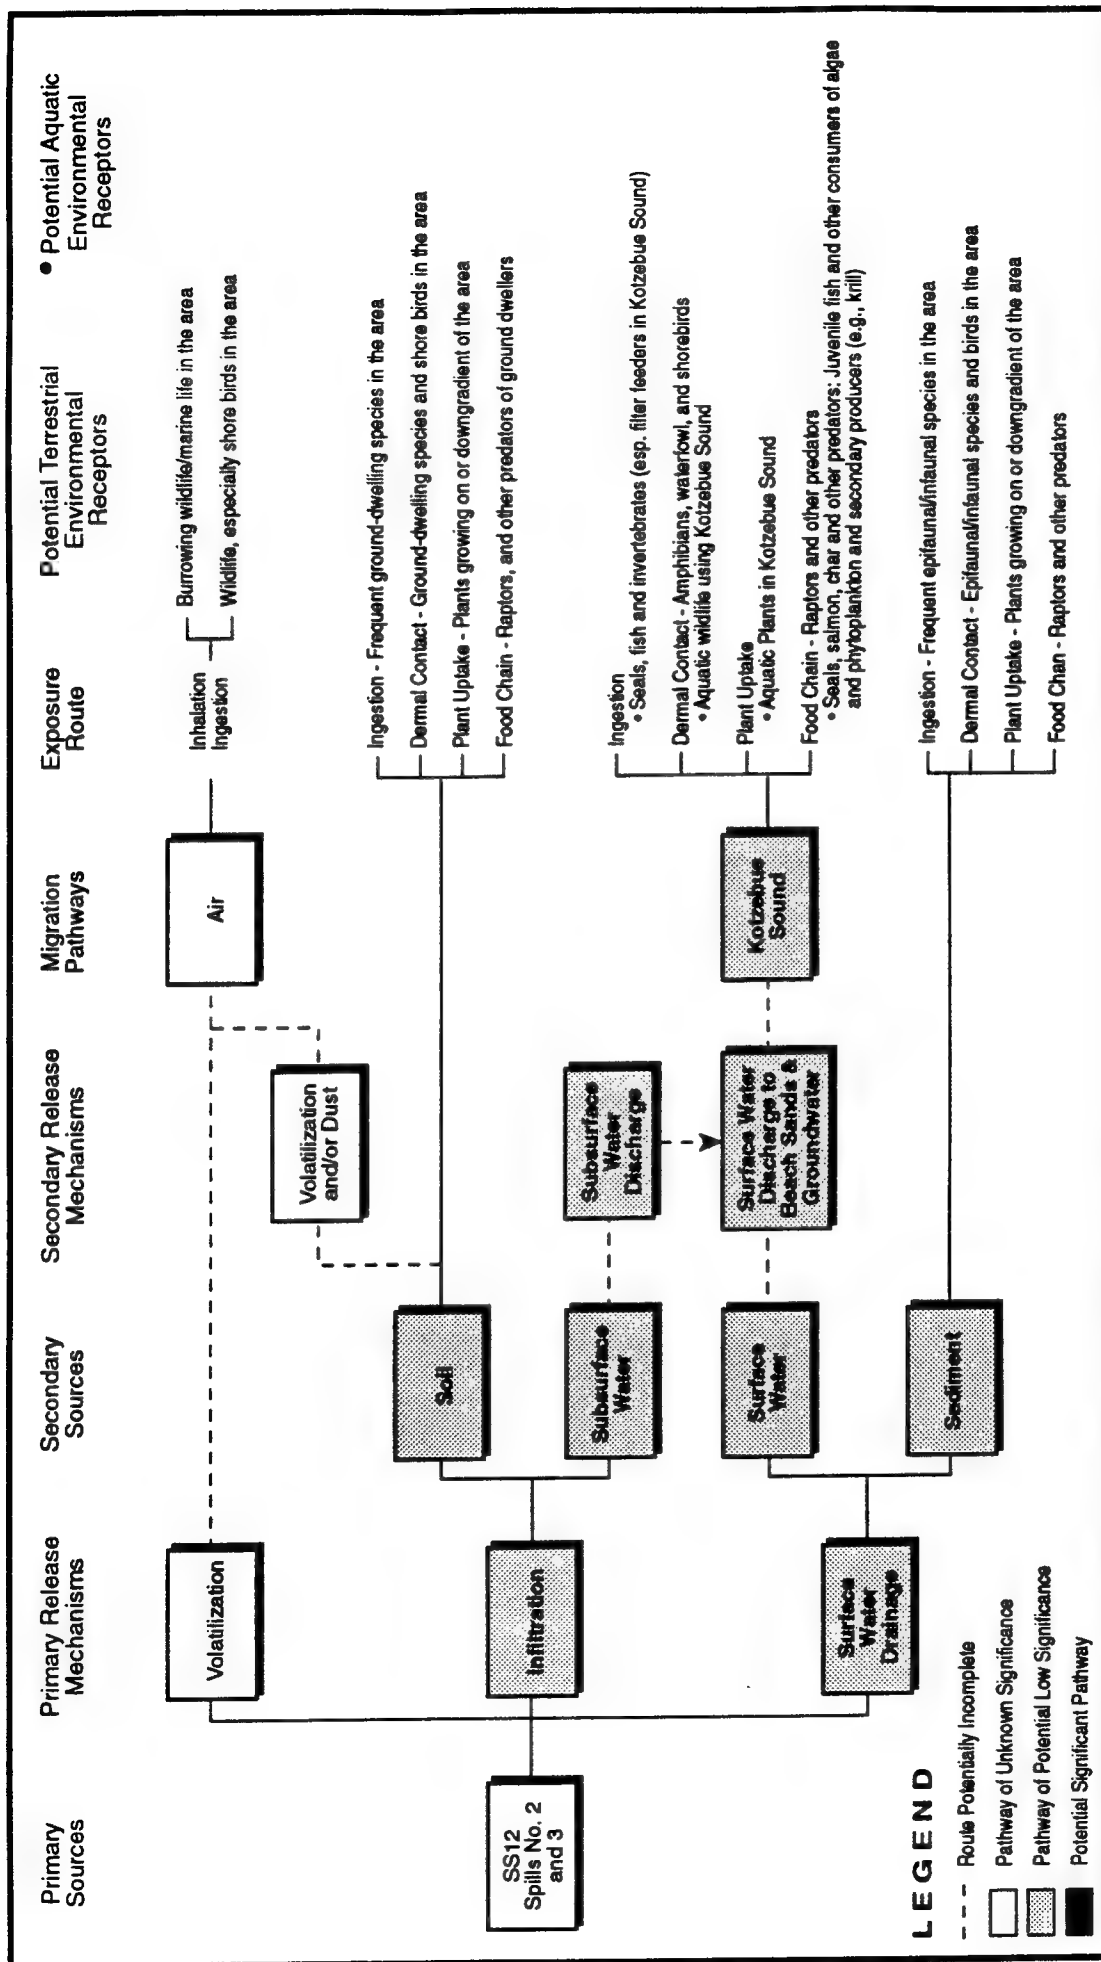 Primary
Sources
Primary Release
Mechanisms
Secondary
Sources
Secondary Release
Mechanisms
Migration
Pathways
Exposure
Route
Potential Terrestrial
Environmental
Receptors
• Potential Aquatic
Environmental
Receptors
SS12
Spills No. 2
and 3
Volatilization
Infiltration
Surface
Water
Drainage
Soil
Subsurface
Water
Surface
Water
Sediment
Volatilization
and/or Dust
Subsurface
Water
Discharge
Surface Water
Discharge to
Beach Sands &
Groundwater
Air
Kotzebue
Sound
Inhalation
Ingestion
Burrowing wildlife/marine life in the area
Wildlife, especially shore birds in the area
Ingestion - Frequent ground-dwelling species in the area
Dermal Contact - Ground-dwelling species and shore birds in the area
Plant Uptake - Plants growing on or downgradient of the area
Food Chain - Raptors, and other predators of ground dwellers
Ingestion
• Seals, fish and invertebrates (esp. filter feeders in Kotzebue Sound)
Dermal Contact - Amphibians, waterfowl, and shorebirds
• Aquatic wildlife using Kotzebue Sound
Plant Uptake
• Aquatic Plants in Kotzebue Sound
Food Chain - Raptors and other predators
• Seals, salmon, char and other predators: Juvenile fish and other consumers of algae
and phytoplankton and secondary producers (e.g., krill)
Ingestion - Frequent epifaunal/infaunal species in the area
Dermal Contact - Epifaunal/infaunal species and birds in the area
Plant Uptake - Plants growing on or downgradient of the area
Food Chan - Raptors and other predators
LEGEND
Route Potentially Incomplete
Pathway of Unknown Significance
Pathway of Potential Low Significance
Potential Significant Pathway